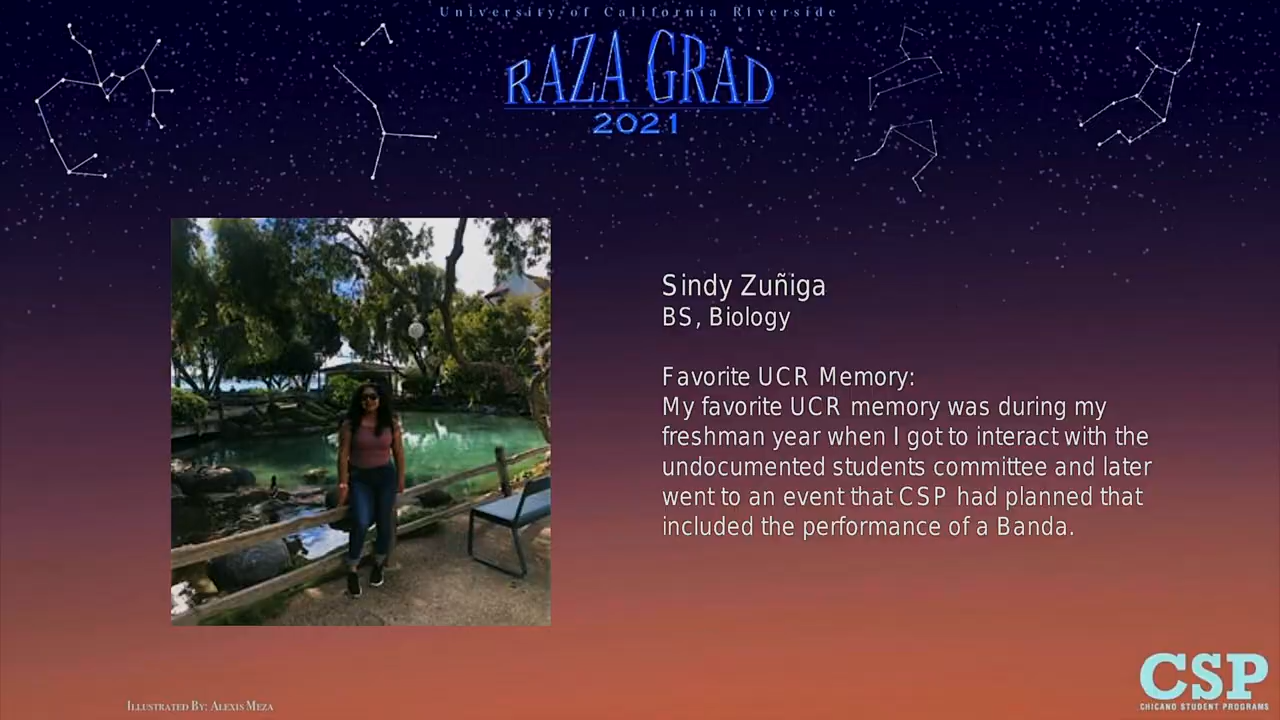 University of California Riverside
RAZA GRAD
2021
Sindy Zuñiga
BS, Biology
Favorite UCR Memory:
My favorite UCR memory was during my
freshman year when I got to interact with the
undocumented students committee and later
went to an event that CSP had planned that
included the performance of a Banda.
CSP
CHICANO STUDENT PROGRAMS
Illustrated By: Alexis Meza